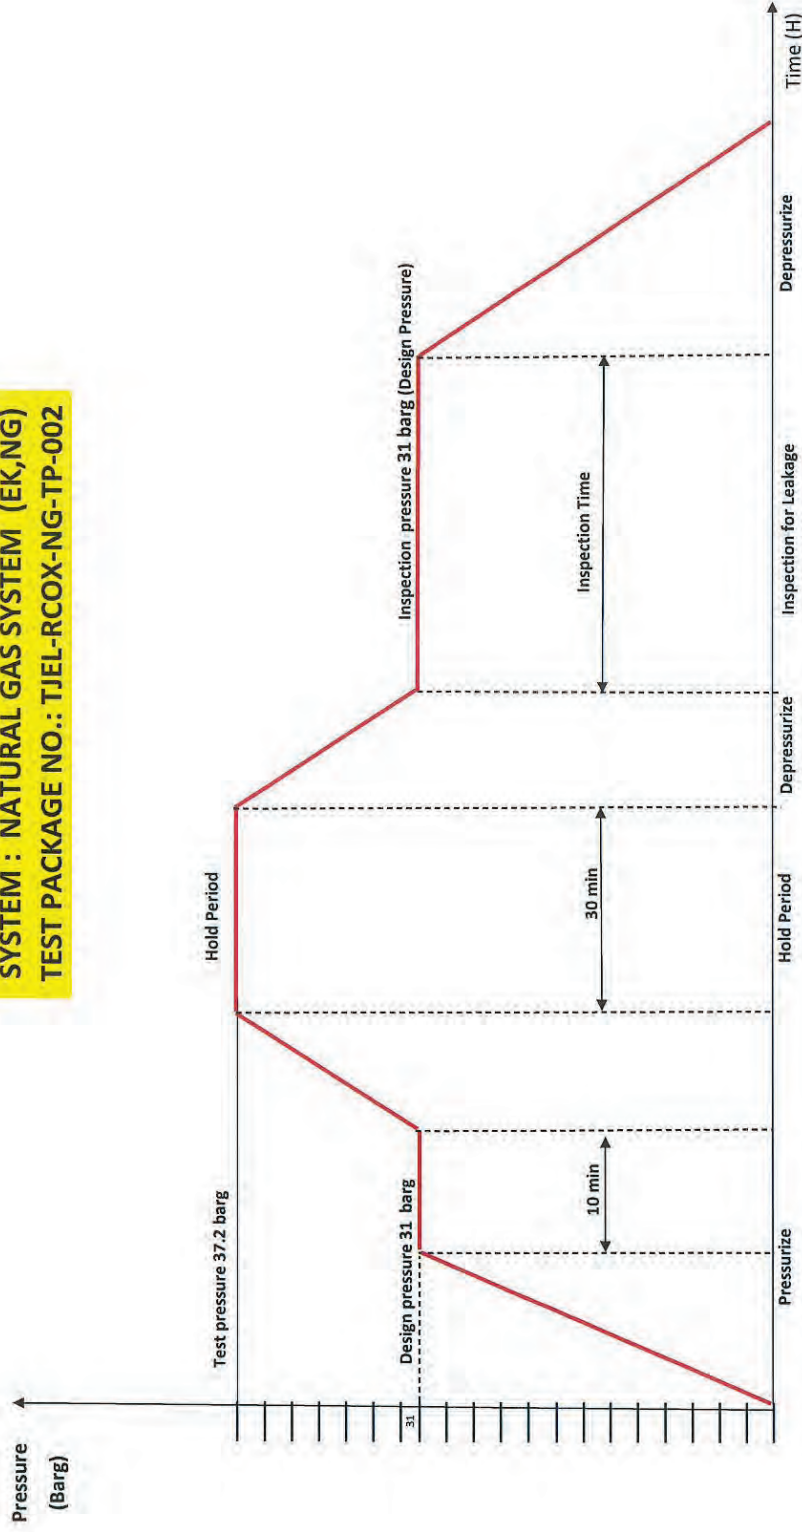 SYSTEM : NATURAL GAS SYSTEM (EK,NG)
TEST PACKAGE NO.: TJEL-RCOX-NG-TP-002
Pressure
(Barg)
Test pressure 37.2 barg
Hold Period
Design pressure 31 barg
Inspection pressure 31 barg (Design Pressure)
31
10 min
30 min
Inspection Time
Pressurize
Hold Period
Depressurize
Inspection for Leakage
Depressurize
Time (H)